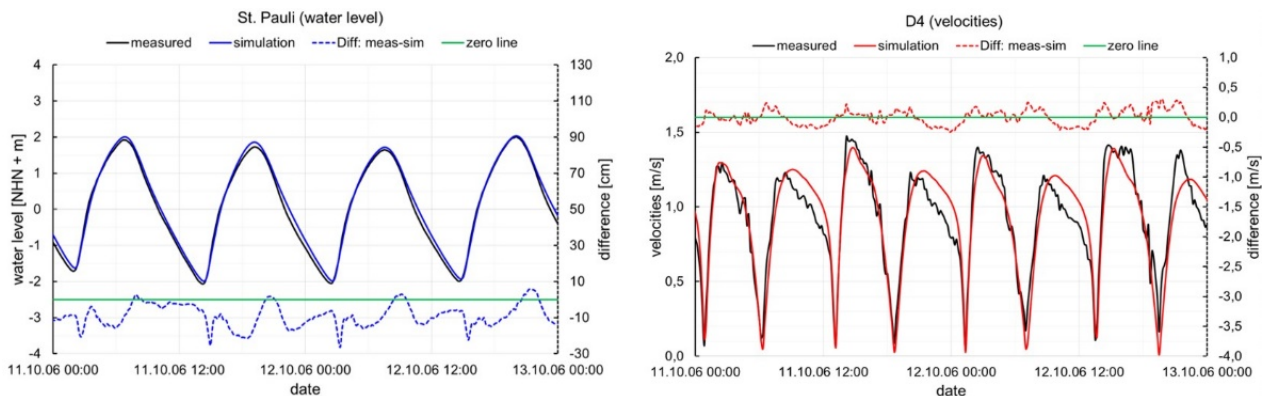 St. Pauli (water level)
measured simulation Diff: meas-sim zero line
4
3
2
1
0
-1
-2
-3
-4
water level [NHN + m]
130
110
90
70
50
30
10
-10
-30
difference [cm]
11.10.06 00:00 11.10.06 12:00 12.10.06 00:00 12.10.06 12:00 13.10.06 00:00
date
D4 (velocities)
measured simulation Diff: meas-sim zero line
2,0
1,5
1,0
0,5
0,0
velocities [m/s]
1,0
0,5
0,0
-0,5
-1,0
-1,5
-2,0
-2,5
-3,0
-3,5
-4,0
difference [m/s]
11.10.06 00:00 11.10.06 12:00 12.10.06 00:00 12.10.06 12:00 13.10.06 00:00
date